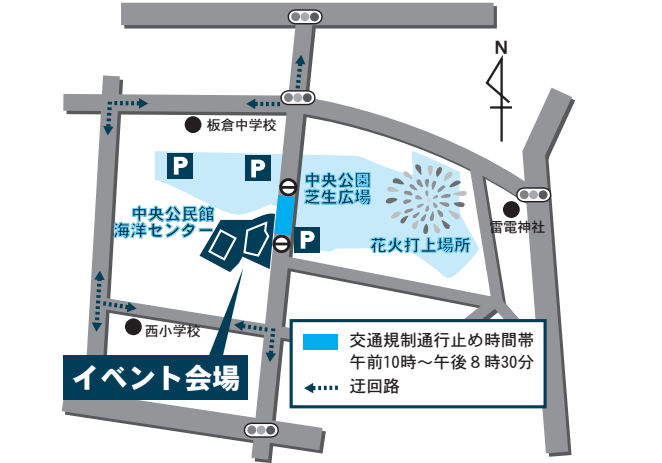 N
板倉中学校
P
P
中央公園
芝生広場
中央公民館
海洋センター
P
花火打上場所
雷電神社
西小学校
イベント会場
交通規制通行止め時間帯
午前10時~午後8時30分
迂回路